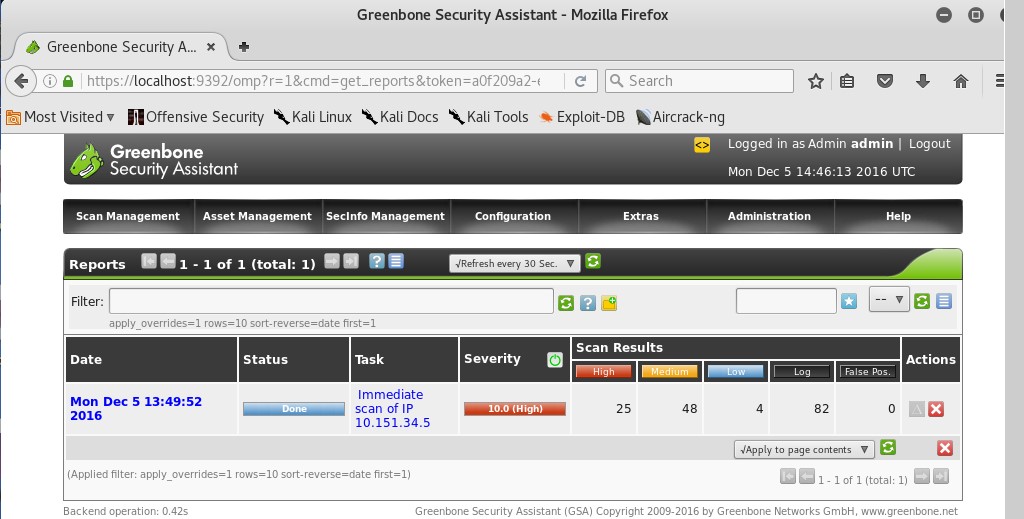 Greenbone Security Assistant - Mozilla Firefox
Greenbone Security A...
https://localhost:9392/omp?r=1&cmd=get_reports&token=a0f209a2-
Search
Most Visited Offensive Security Kali Linux Kali Docs Kali Tools Exploit-DB Aircrack-ng
Greenbone
Security Assistant
<> Logged in as Admin admin | Logout
Mon Dec 5 14:46:13 2016 UTC
Scan Management Asset Management SecInfo Management Configuration Extras Administration Help
Reports 1 - 1 of 1 (total: 1) ? √Refresh every 30 Sec.
Filter: ? --
apply_overrides=1 rows=10 sort-reverse=date first=1
Date Status Task Severity Scan Results Actions
High Medium Low Log False Pos.
Mon Dec 5 13:49:52
2016
Done
Immediate
scan of IP
10.151.34.5
10.0 (High) 25 48 4 82 0
√Apply to page contents
(Applied filter: apply_overrides=1 rows=10 sort-reverse=date first=1)
1 - 1 of 1 (total: 1)
Backend operation: 0.42s
Greenbone Security Assistant (GSA) Copyright 2009-2016 by Greenbone Networks GmbH, www.greenbone.net